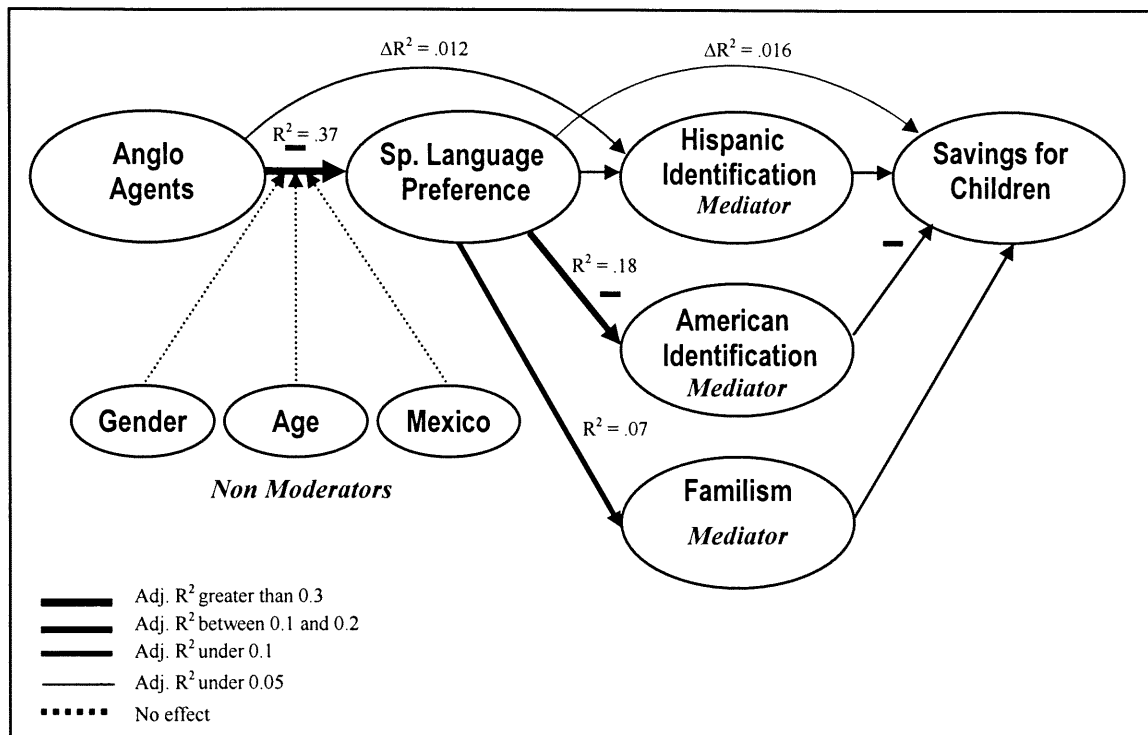 ΔR² = .012
ΔR² = .016
R² = .37
–
Anglo
Agents
Sp. Language
Preference
Hispanic
Identification
Mediator
Savings for
Children
R² = .18
–
–
American
Identification
Mediator
Gender
Age
Mexico
Non Moderators
R² = .07
Familism
Mediator
Adj. R² greater than 0.3
Adj. R² between 0.1 and 0.2
Adj. R² under 0.1
Adj. R² under 0.05
No effect